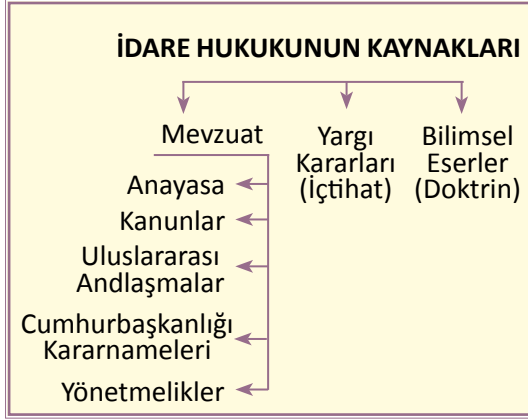 İDARE HUKUKUNUN KAYNAKLARI
Mevzuat
Anayasa
Kanunlar
Uluslararası
Andlaşmalar
Cumhurbaşkanlığı
Kararnameleri
Yönetmelikler
Yargı
Kararları
(İçtihat)
Bilimsel
Eserler
(Doktrin)